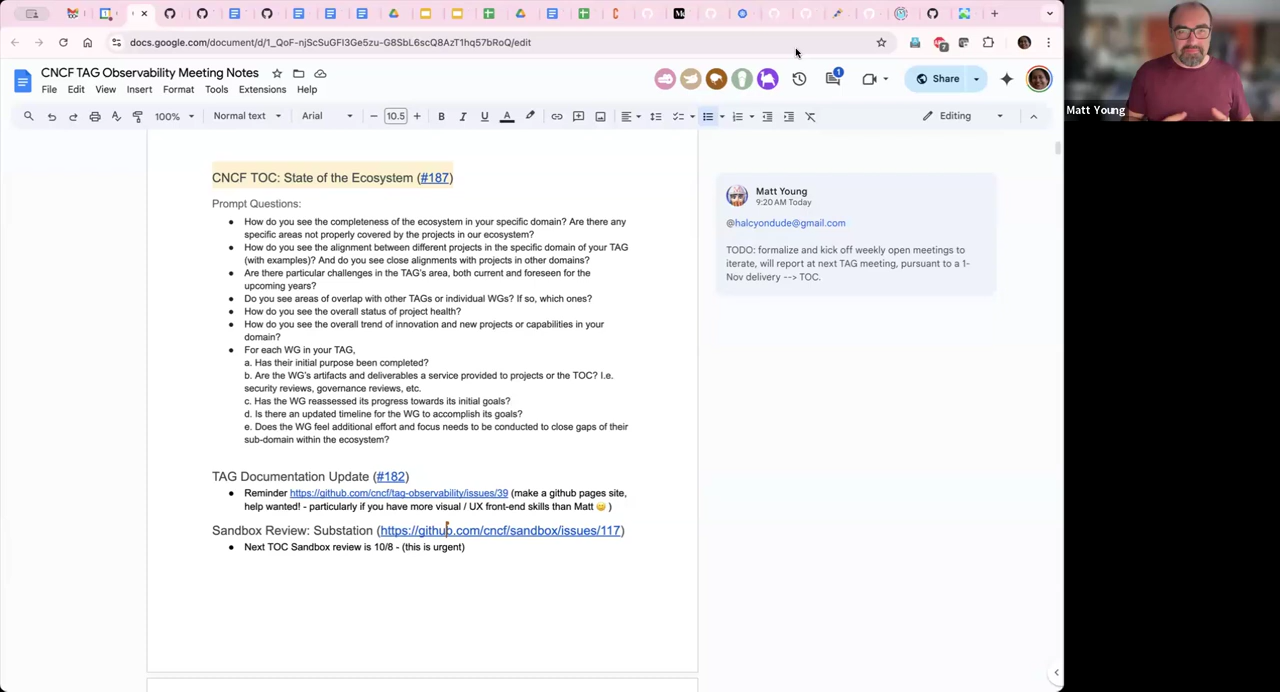 docs.google.com/document/d/1_QoF-njScSuGFI3Ge5zu-G8SbL6scQ8AzT1hq57bRoQ/edit
7
CNCF TAG Observability Meeting Notes
1
Share
File Edit View Insert Format Tools Extensions Help
100% Normal text Arial 10.5 B I U A Editing
Matt Young
CNCF TOC: State of the Ecosystem (#187)
Prompt Questions:
How do you see the completeness of the ecosystem in your specific domain? Are there any
specific areas not properly covered by the projects in our ecosystem?
How do you see the alignment between different projects in the specific domain of your TAG
(with examples)? And do you see close alignments with projects in other domains?
Are there particular challenges in the TAG's area, both current and foreseen for the
upcoming years?
Do you see areas of overlap with other TAGs or individual WGs? If so, which ones?
How do you see the overall status of project health?
How do you see the overall trend of innovation and new projects or capabilities in your
domain?
For each WG in your TAG,
a. Has their initial purpose been completed?
b. Are the WG's artifacts and deliverables a service provided to projects or the TOC? I.e.
security reviews, governance reviews, etc.
c. Has the WG reassessed its progress towards its initial goals?
d. Is there an updated timeline for the WG to accomplish its goals?
e. Does the WG feel additional effort and focus needs to be conducted to close gaps of their
sub-domain within the ecosystem?
TAG Documentation Update (#182)
Reminder https://github.com/cncf/tag-observability/issues/39 (make a github pages site,
help wanted! - particularly if you have more visual / UX front-end skills than Matt 😊 )
Sandbox Review: Substation (https://github.com/cncf/sandbox/issues/117)
Next TOC Sandbox review is 10/8 - (this is urgent)
Matt Young
9:20 AM Today
@halcyondude@gmail.com
TODO: formalize and kick off weekly open meetings to
iterate, will report at next TAG meeting, pursuant to a 1-
Nov delivery --> TOC.